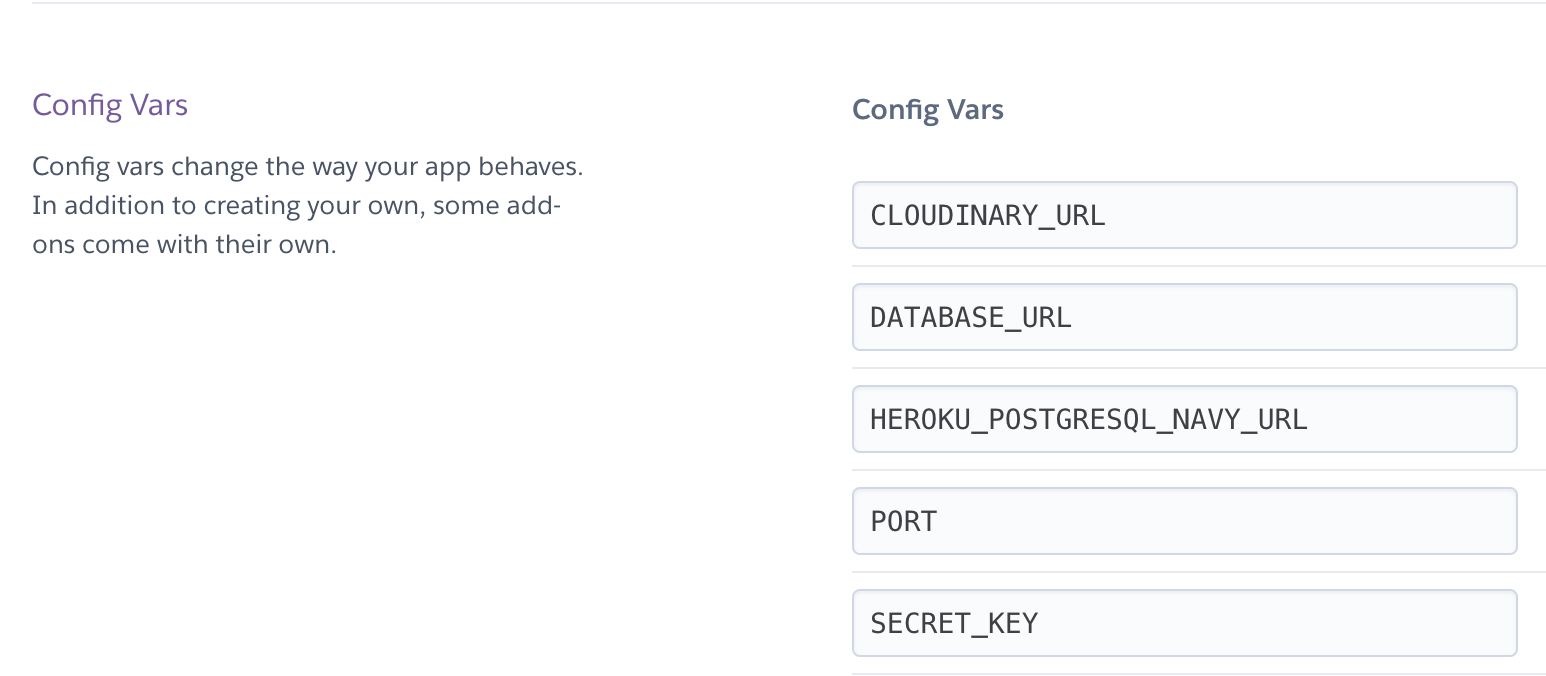 Config Vars
Config vars change the way your app behaves.
In addition to creating your own, some add-
ons come with their own.
Config Vars
CLOUDINARY_URL
DATABASE_URL
HEROKU_POSTGRESQL_NAVY_URL
PORT
SECRET_KEY